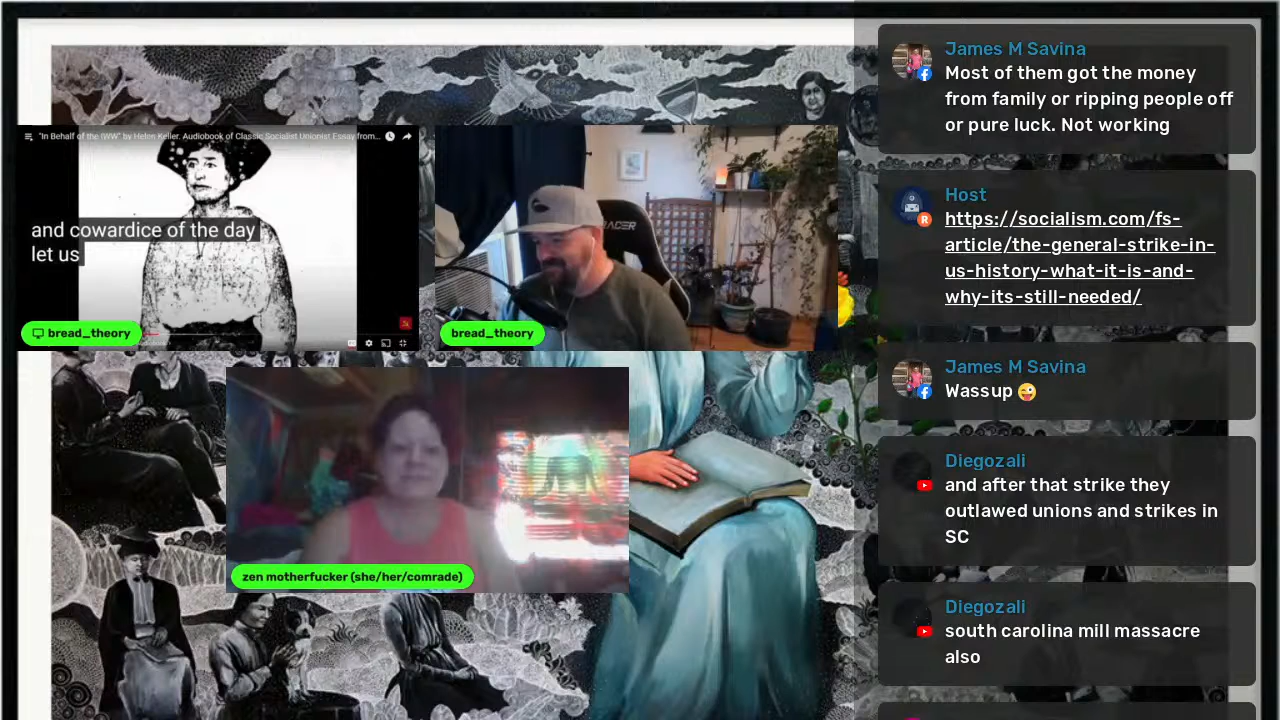 "In Behalf of the IWW" by Helen Keller. Audiobook of Classic Socialist Unionist Essay from...
and cowardice of the day
let us
bread_theory
bread_theory
zen motherfucker (she/her/comrade)
James M Savina
Most of them got the money
from family or ripping people off
or pure luck. Not working
Host
https://socialism.com/fs-
article/the-general-strike-in-
us-history-what-it-is-and-
why-its-still-needed/
James M Savina
Wassup 😜
Diegozali
and after that strike they
outlawed unions and strikes in
SC
Diegozali
south carolina mill massacre
also